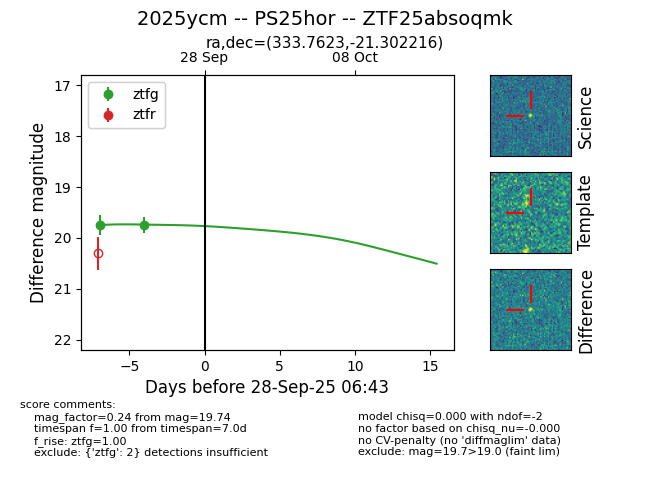 2025ycm -- PS25hor -- ZTF25absoqmk
ra,dec=(333.7623,-21.302216)
28 Sep 08 Oct
ztfg
ztfr
17
18
19
20
21
22
Difference magnitude
−5 0 5 10 15
Days before 28-Sep-25 06:43
Science
Template
Difference
score comments:
mag_factor=0.24 from mag=19.74
timespan f=1.00 from timespan=7.0d
f_rise: ztfg=1.00
exclude: {'ztfg': 2} detections insufficient
model chisq=0.000 with ndof=-2
no factor based on chisq_nu=-0.000
no CV-penalty (no 'diffmaglim' data)
exclude: mag=19.7>19.0 (faint lim)